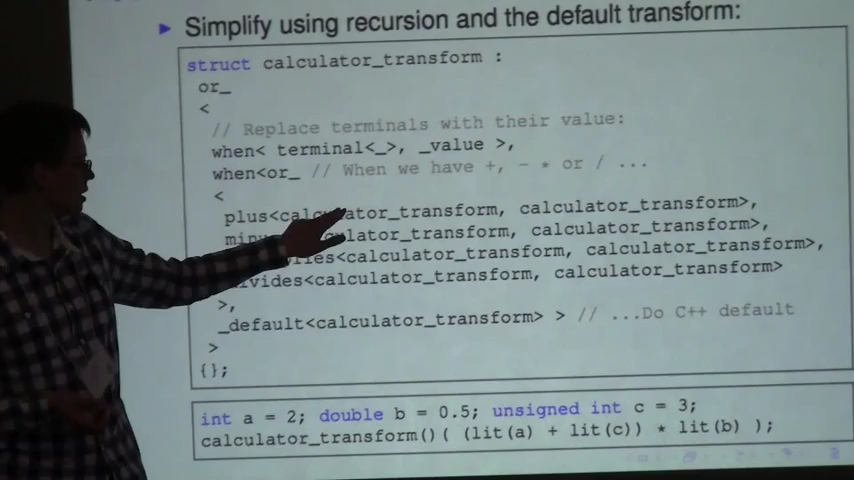 Simplify using recursion and the default transform:
struct calculator_transform :
or_
<
// Replace terminals with their value:
when< terminal<_>, _value >,
when<or_ // When we have +, - * or / ...
<
plus<calculator_transform, calculator_transform>,
calculator_transform, calculator_transform>,
calculator_transform, calculator_transform>,
divides<calculator_transform, calculator_transform>
>,
_default<calculator_transform> > // ...Do C++ default
>
{};
int a = 2; double b = 0.5; unsigned int c = 3;
calculator_transform()( (lit(a) + lit(c)) * lit(b) );